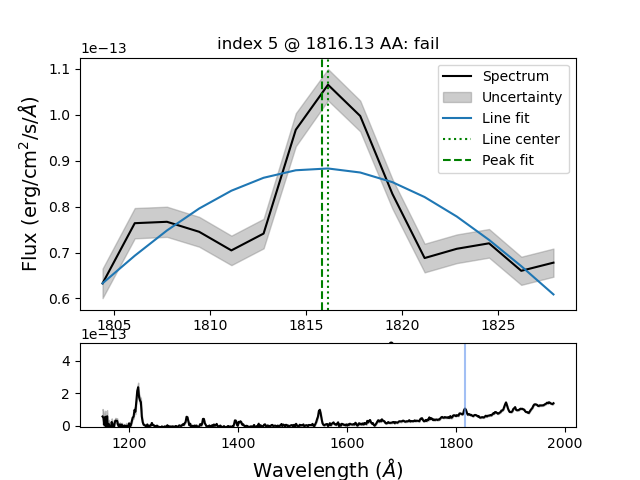 index 5 @ 1816.13 AA: fail
1e−13
1.1
1.0
0.9
0.8
0.7
0.6
Flux (erg/cm²/s/Å)
Spectrum
Uncertainty
Line fit
Line center
Peak fit
1805 1810 1815 1820 1825
1e−13
4
2
0
1200 1400 1600 1800 2000
Wavelength (Å)